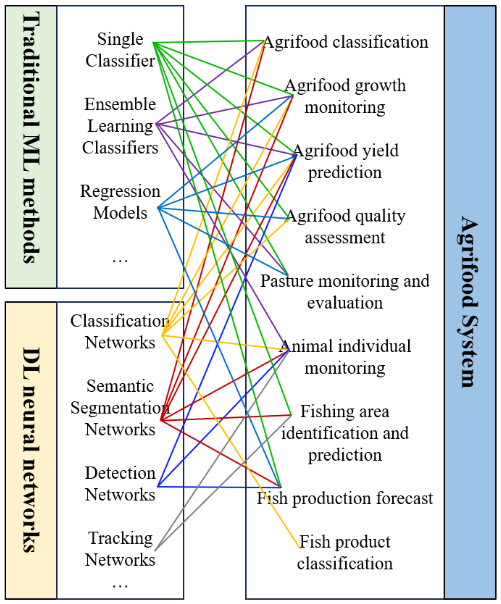 Traditional ML methods
Single
Classifier
Ensemble
Learning
Classifiers
Regression
Models
...
DL neural networks
Classification
Networks
Semantic
Segmentation
Networks
Detection
Networks
Tracking
Networks
...
Agrifood classification
Agrifood growth
monitoring
Agrifood yield
prediction
Agrifood quality
assessment
Pasture monitoring and
evaluation
Animal individual
monitoring
Fishing area
identification and
prediction
Fish production forecast
Fish product
classification
Agrifood System